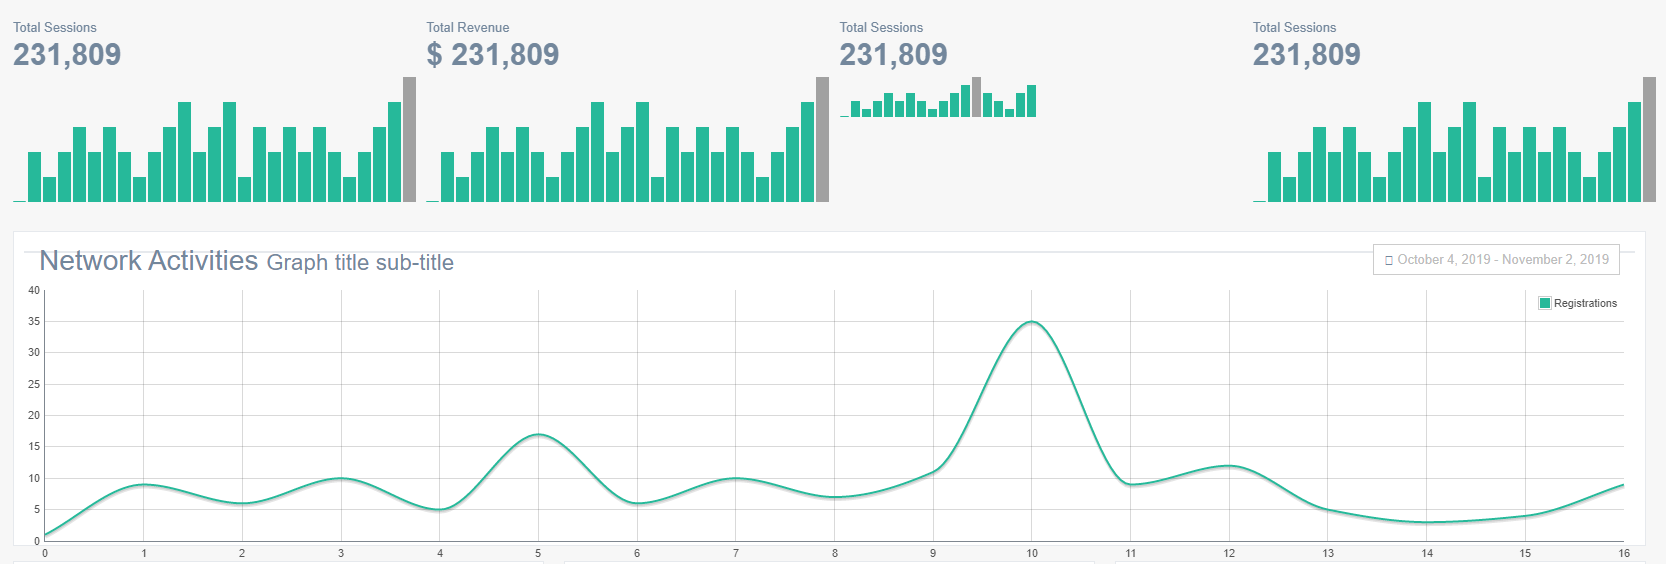 Total Sessions
231,809
Total Revenue
$ 231,809
Total Sessions
231,809
Total Sessions
231,809
Network Activities Graph title sub-title
October 4, 2019 - November 2, 2019
Registrations
40
35
30
25
20
15
10
5
0
0 1 2 3 4 5 6 7 8 9 10 11 12 13 14 15 16